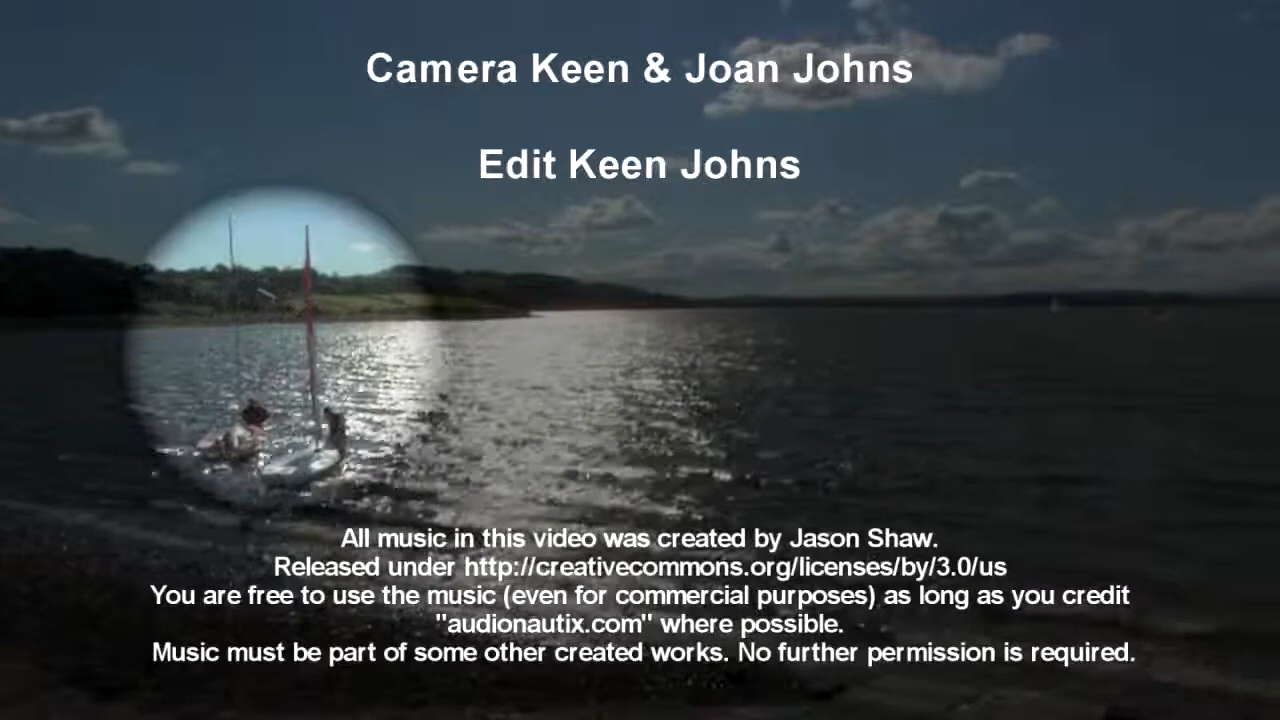 Camera Keen & Joan Johns
Edit Keen Johns
All music in this video was created by Jason Shaw.
Released under http://creativecommons.org/licenses/by/3.0/us
You are free to use the music (even for commercial purposes) as long as you credit
"audionautix.com" where possible.
Music must be part of some other created works. No further permission is required.